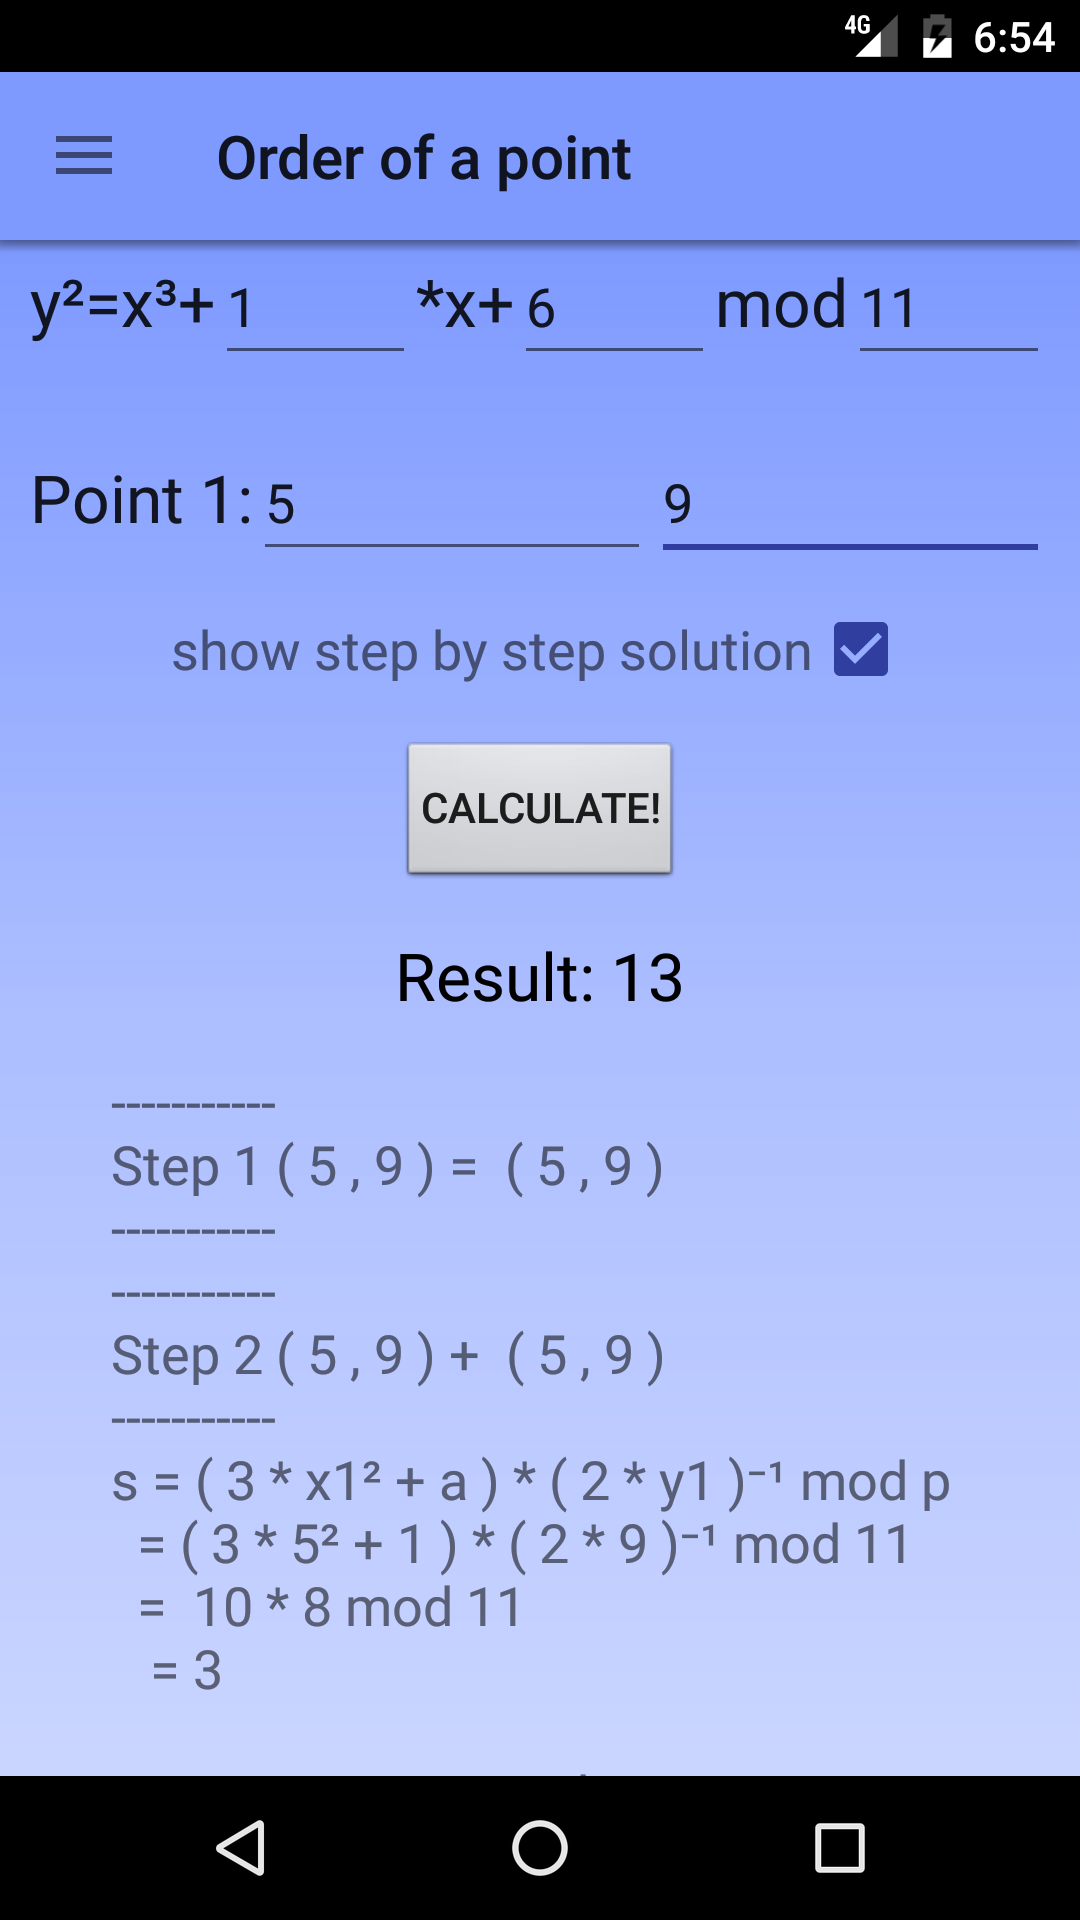 4G 6:54
Order of a point
y²=x³+ 1 *x+ 6 mod 11
Point 1: 5 9
show step by step solution
CALCULATE!
Result: 13
-----------
Step 1 ( 5 , 9 ) =  ( 5 , 9 )
-----------
-----------
Step 2 ( 5 , 9 ) +  ( 5 , 9 )
-----------
s = ( 3 * x1² + a ) * ( 2 * y1 )⁻¹ mod p
= ( 3 * 5² + 1 ) * ( 2 * 9 )⁻¹ mod 11
=  10 * 8 mod 11
= 3